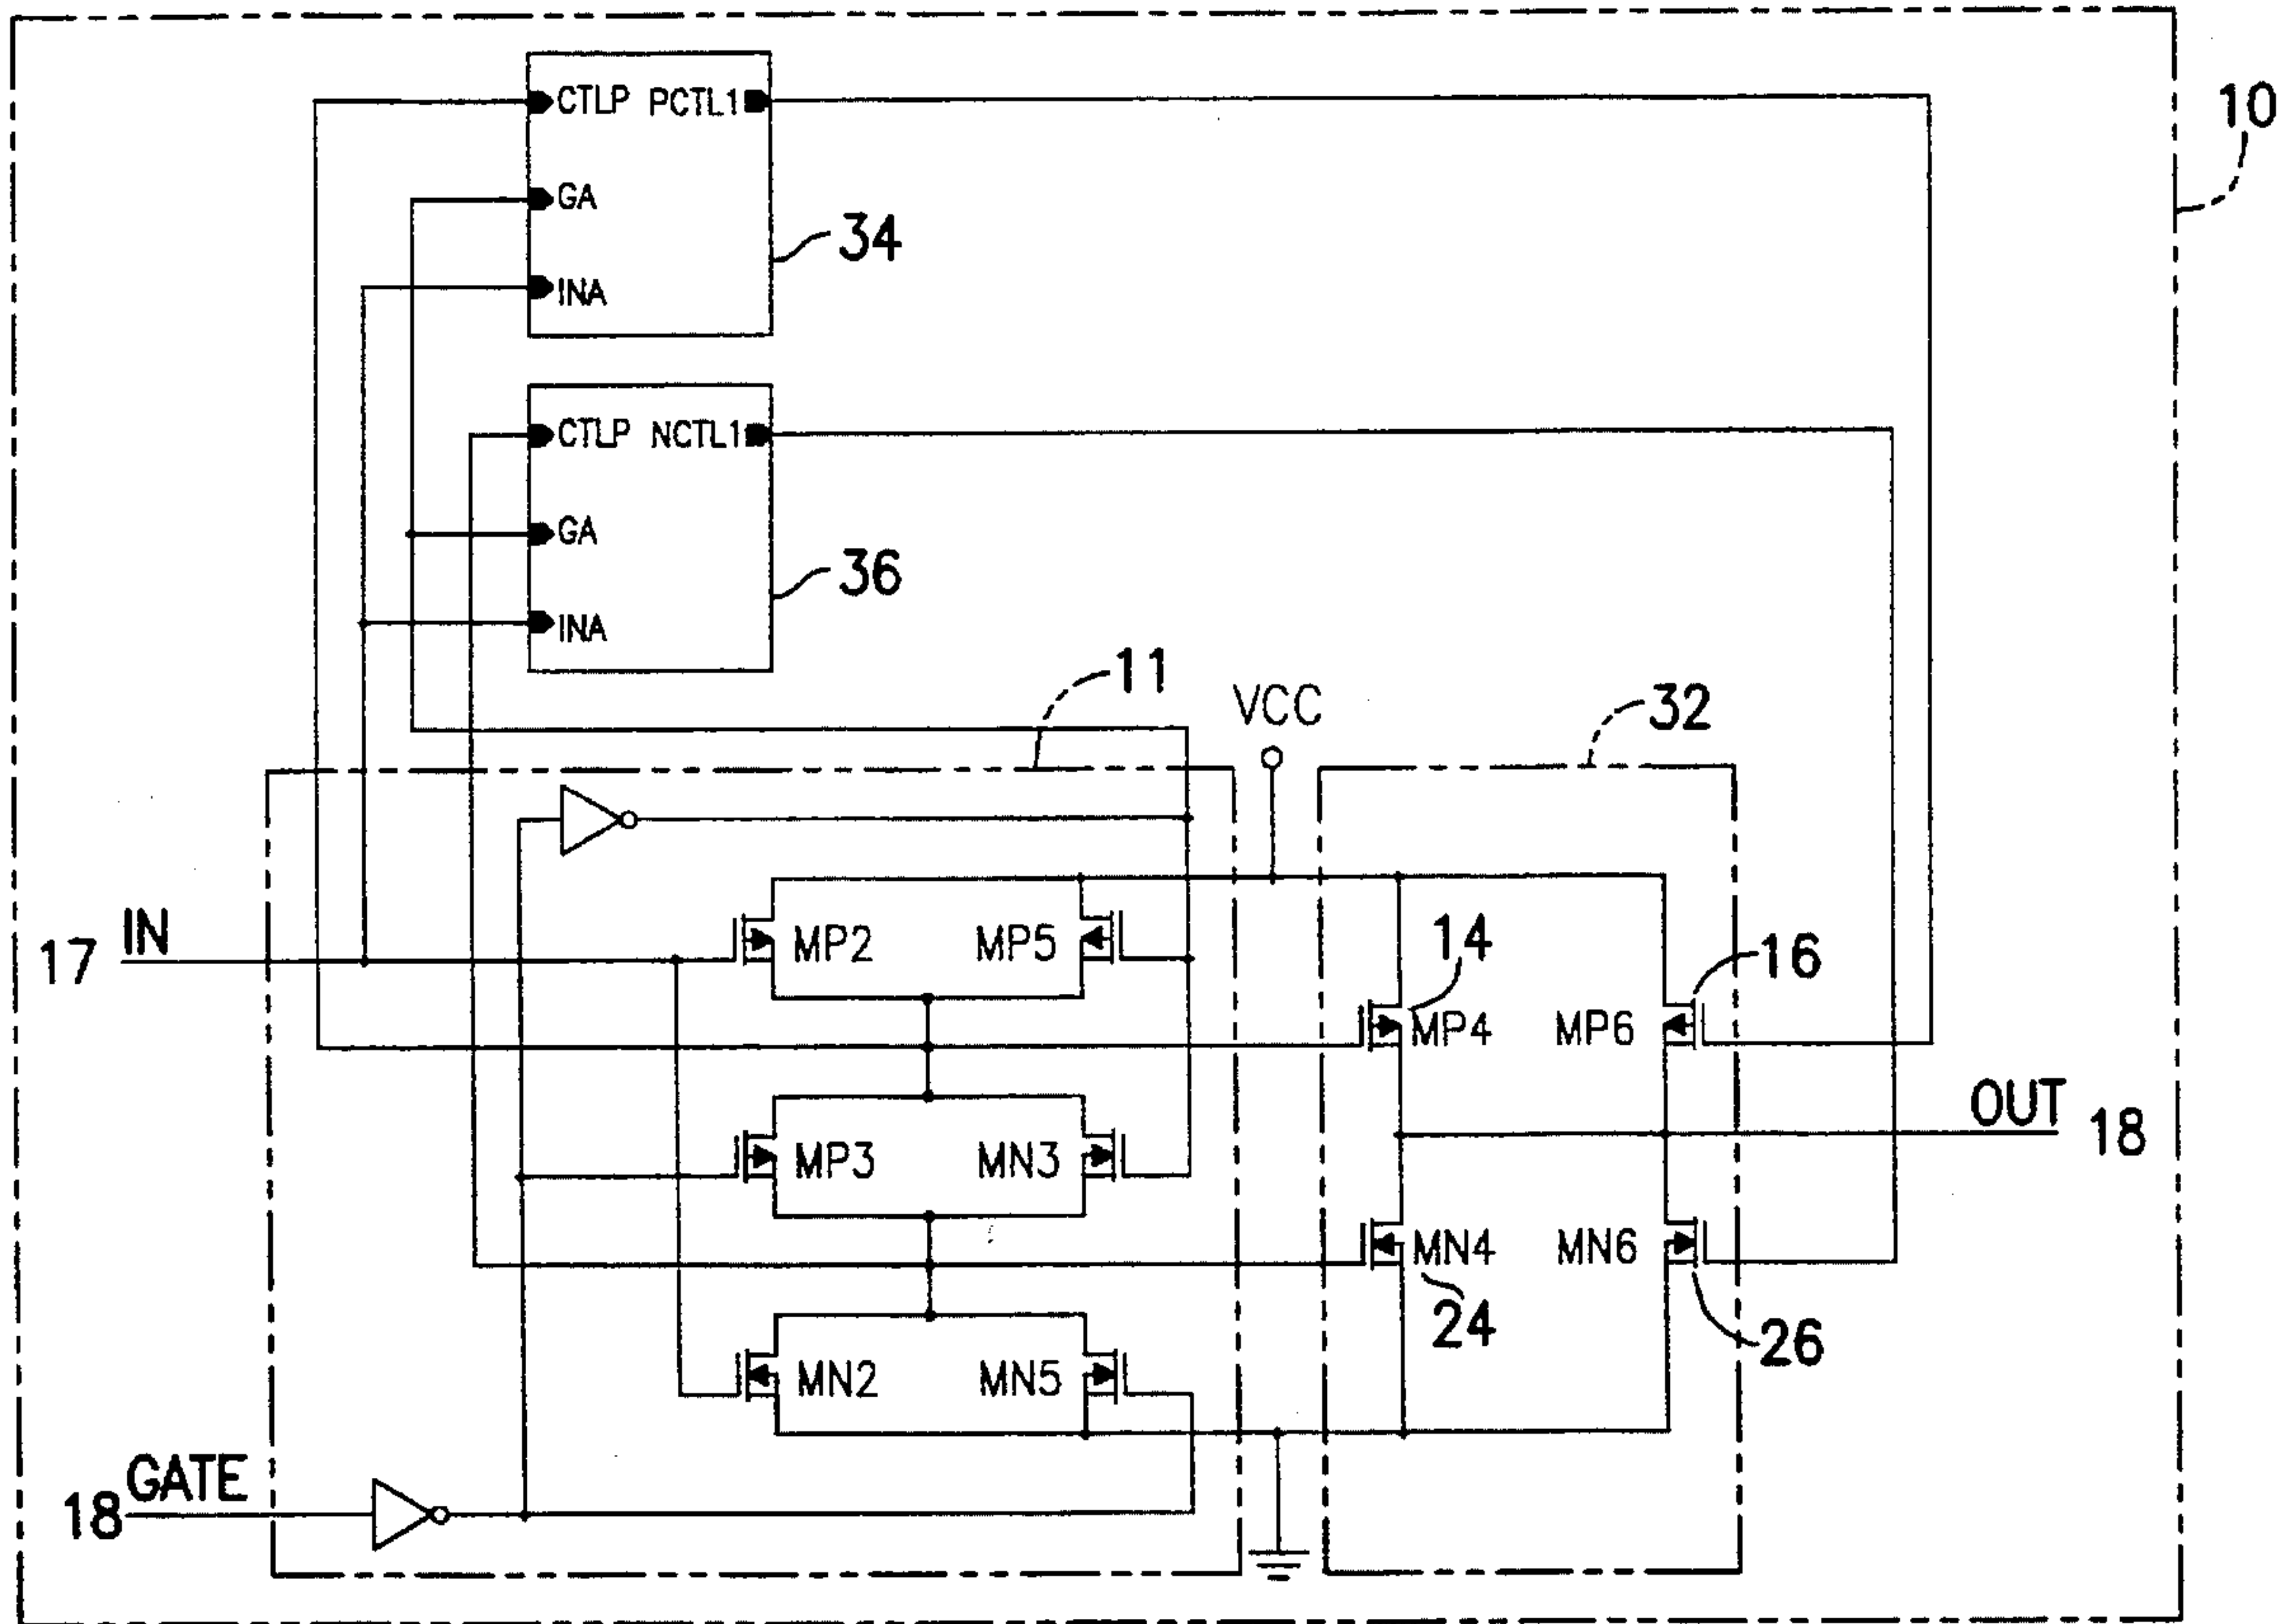 CTLP PCTL1
10
GA
34
INA
CTLP NCTL1
GA
36
INA
11
VCC
32
17 IN
MP2
MP5
14
16
MP4
MP6
OUT 18
MP3
MN3
MN4
MN6
24
26
MN2
MN5
18 GATE